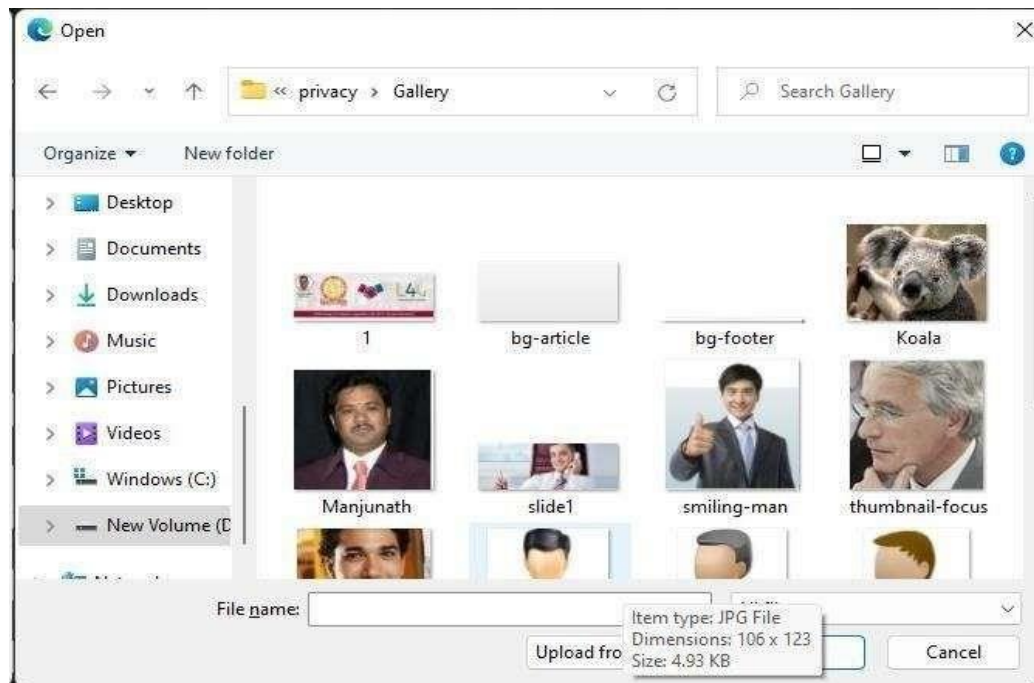 Open
« privacy > Gallery
Search Gallery
Organize
New folder
Desktop
Documents
Downloads
Music
Pictures
Videos
Windows (C:)
New Volume (D
L4G
1
bg-article
bg-footer
Koala
Manjunath
slide1
smiling-man
thumbnail-focus
File name:
Item type: JPG File
Dimensions: 106 x 123
Size: 4.93 KB
Upload fro
Cancel